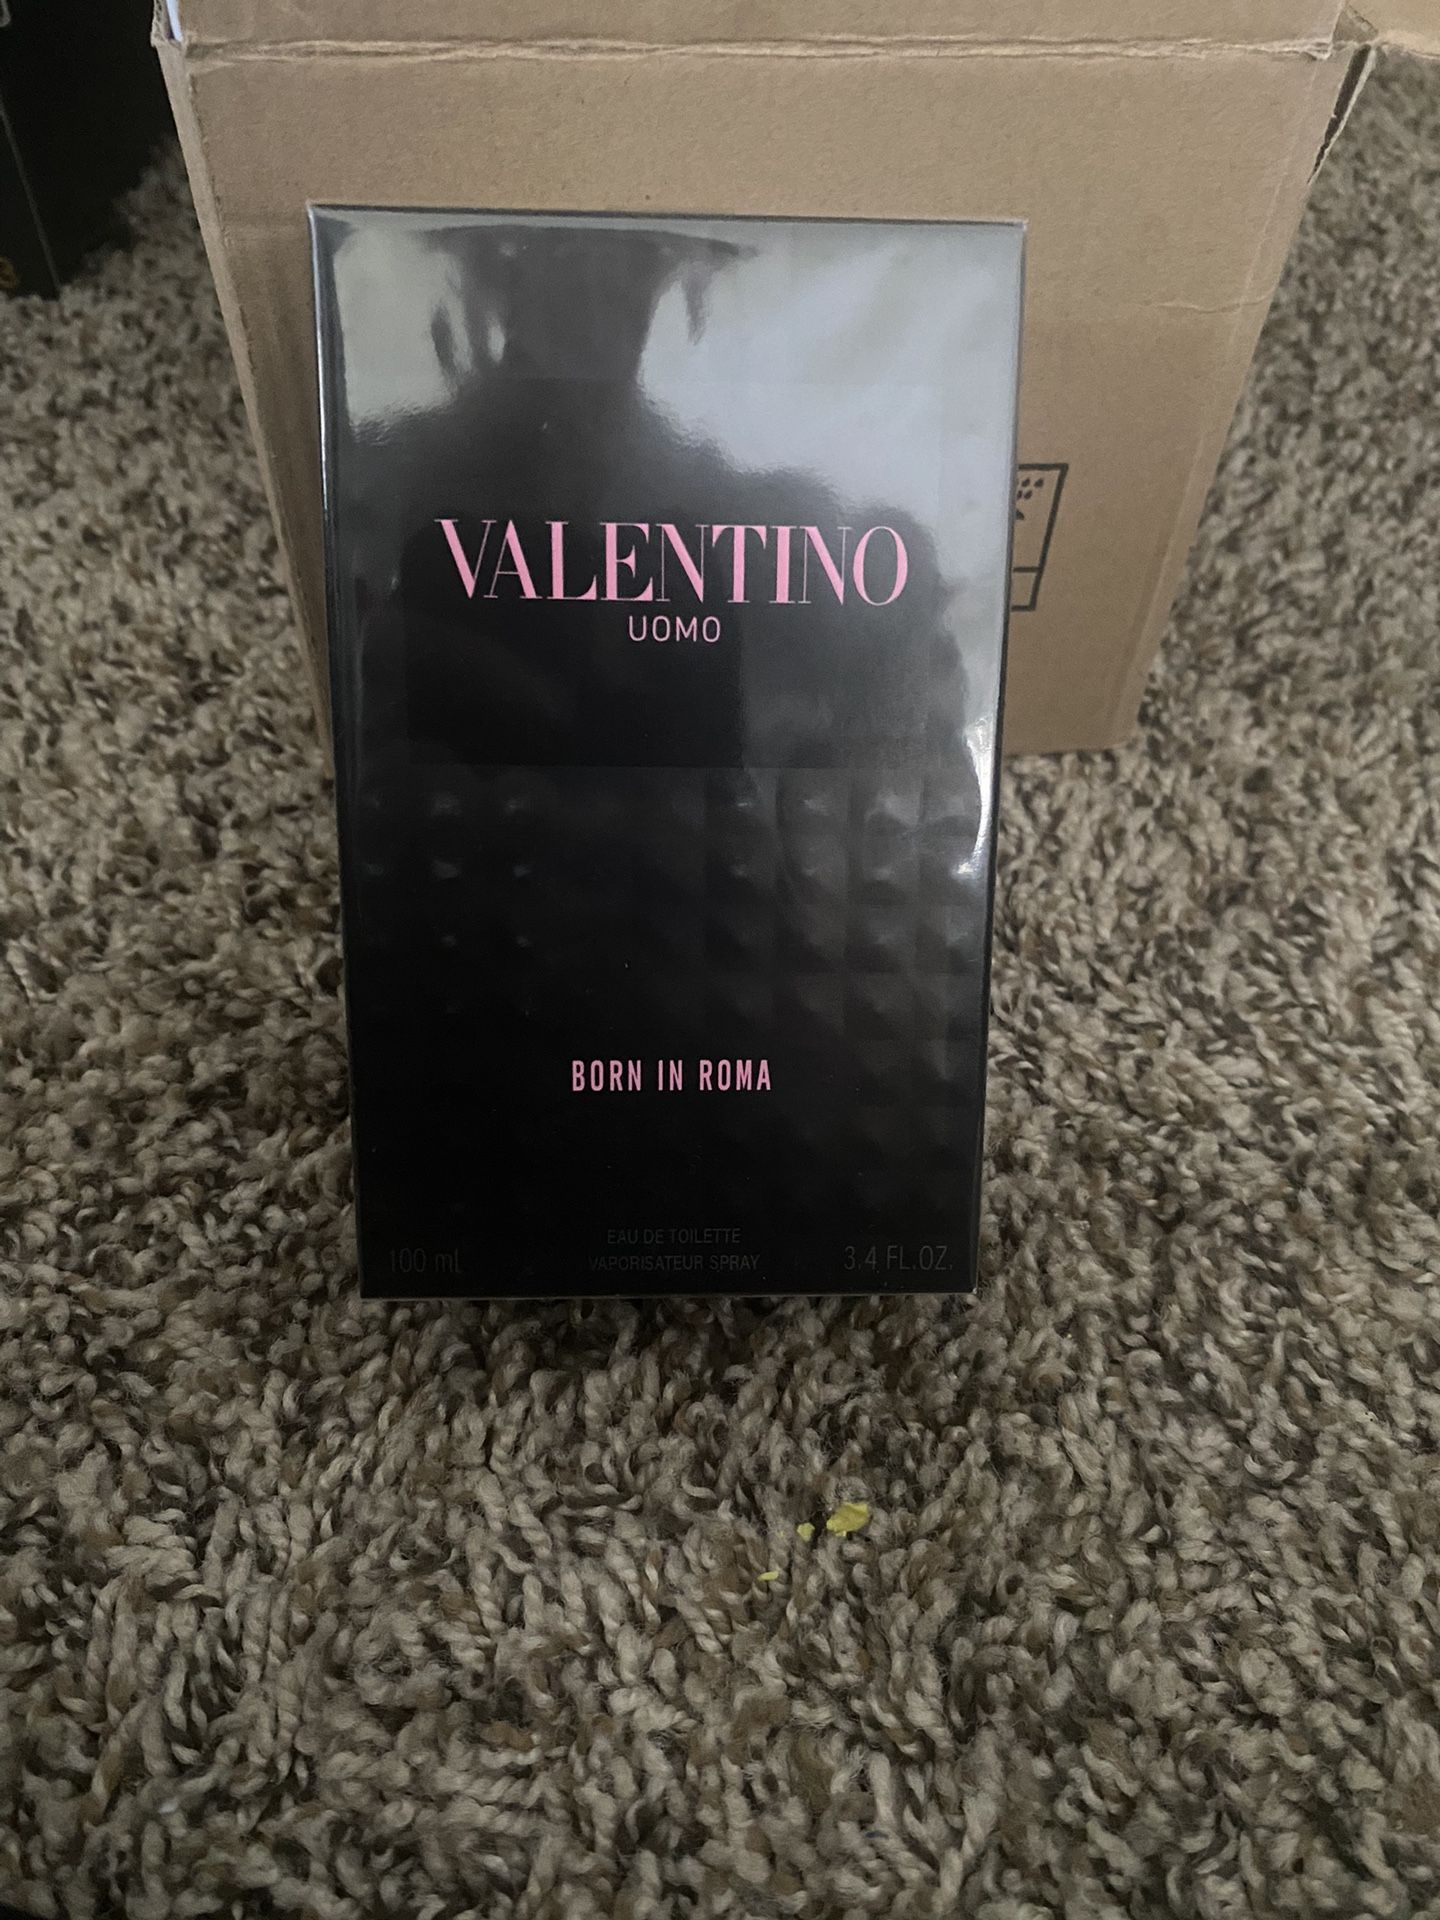 VALENTINO
UOMO
BORN IN ROMA
EAU DE TOILETTE
100 mL VAPORISATEUR SPRAY 3.4 FL.OZ.